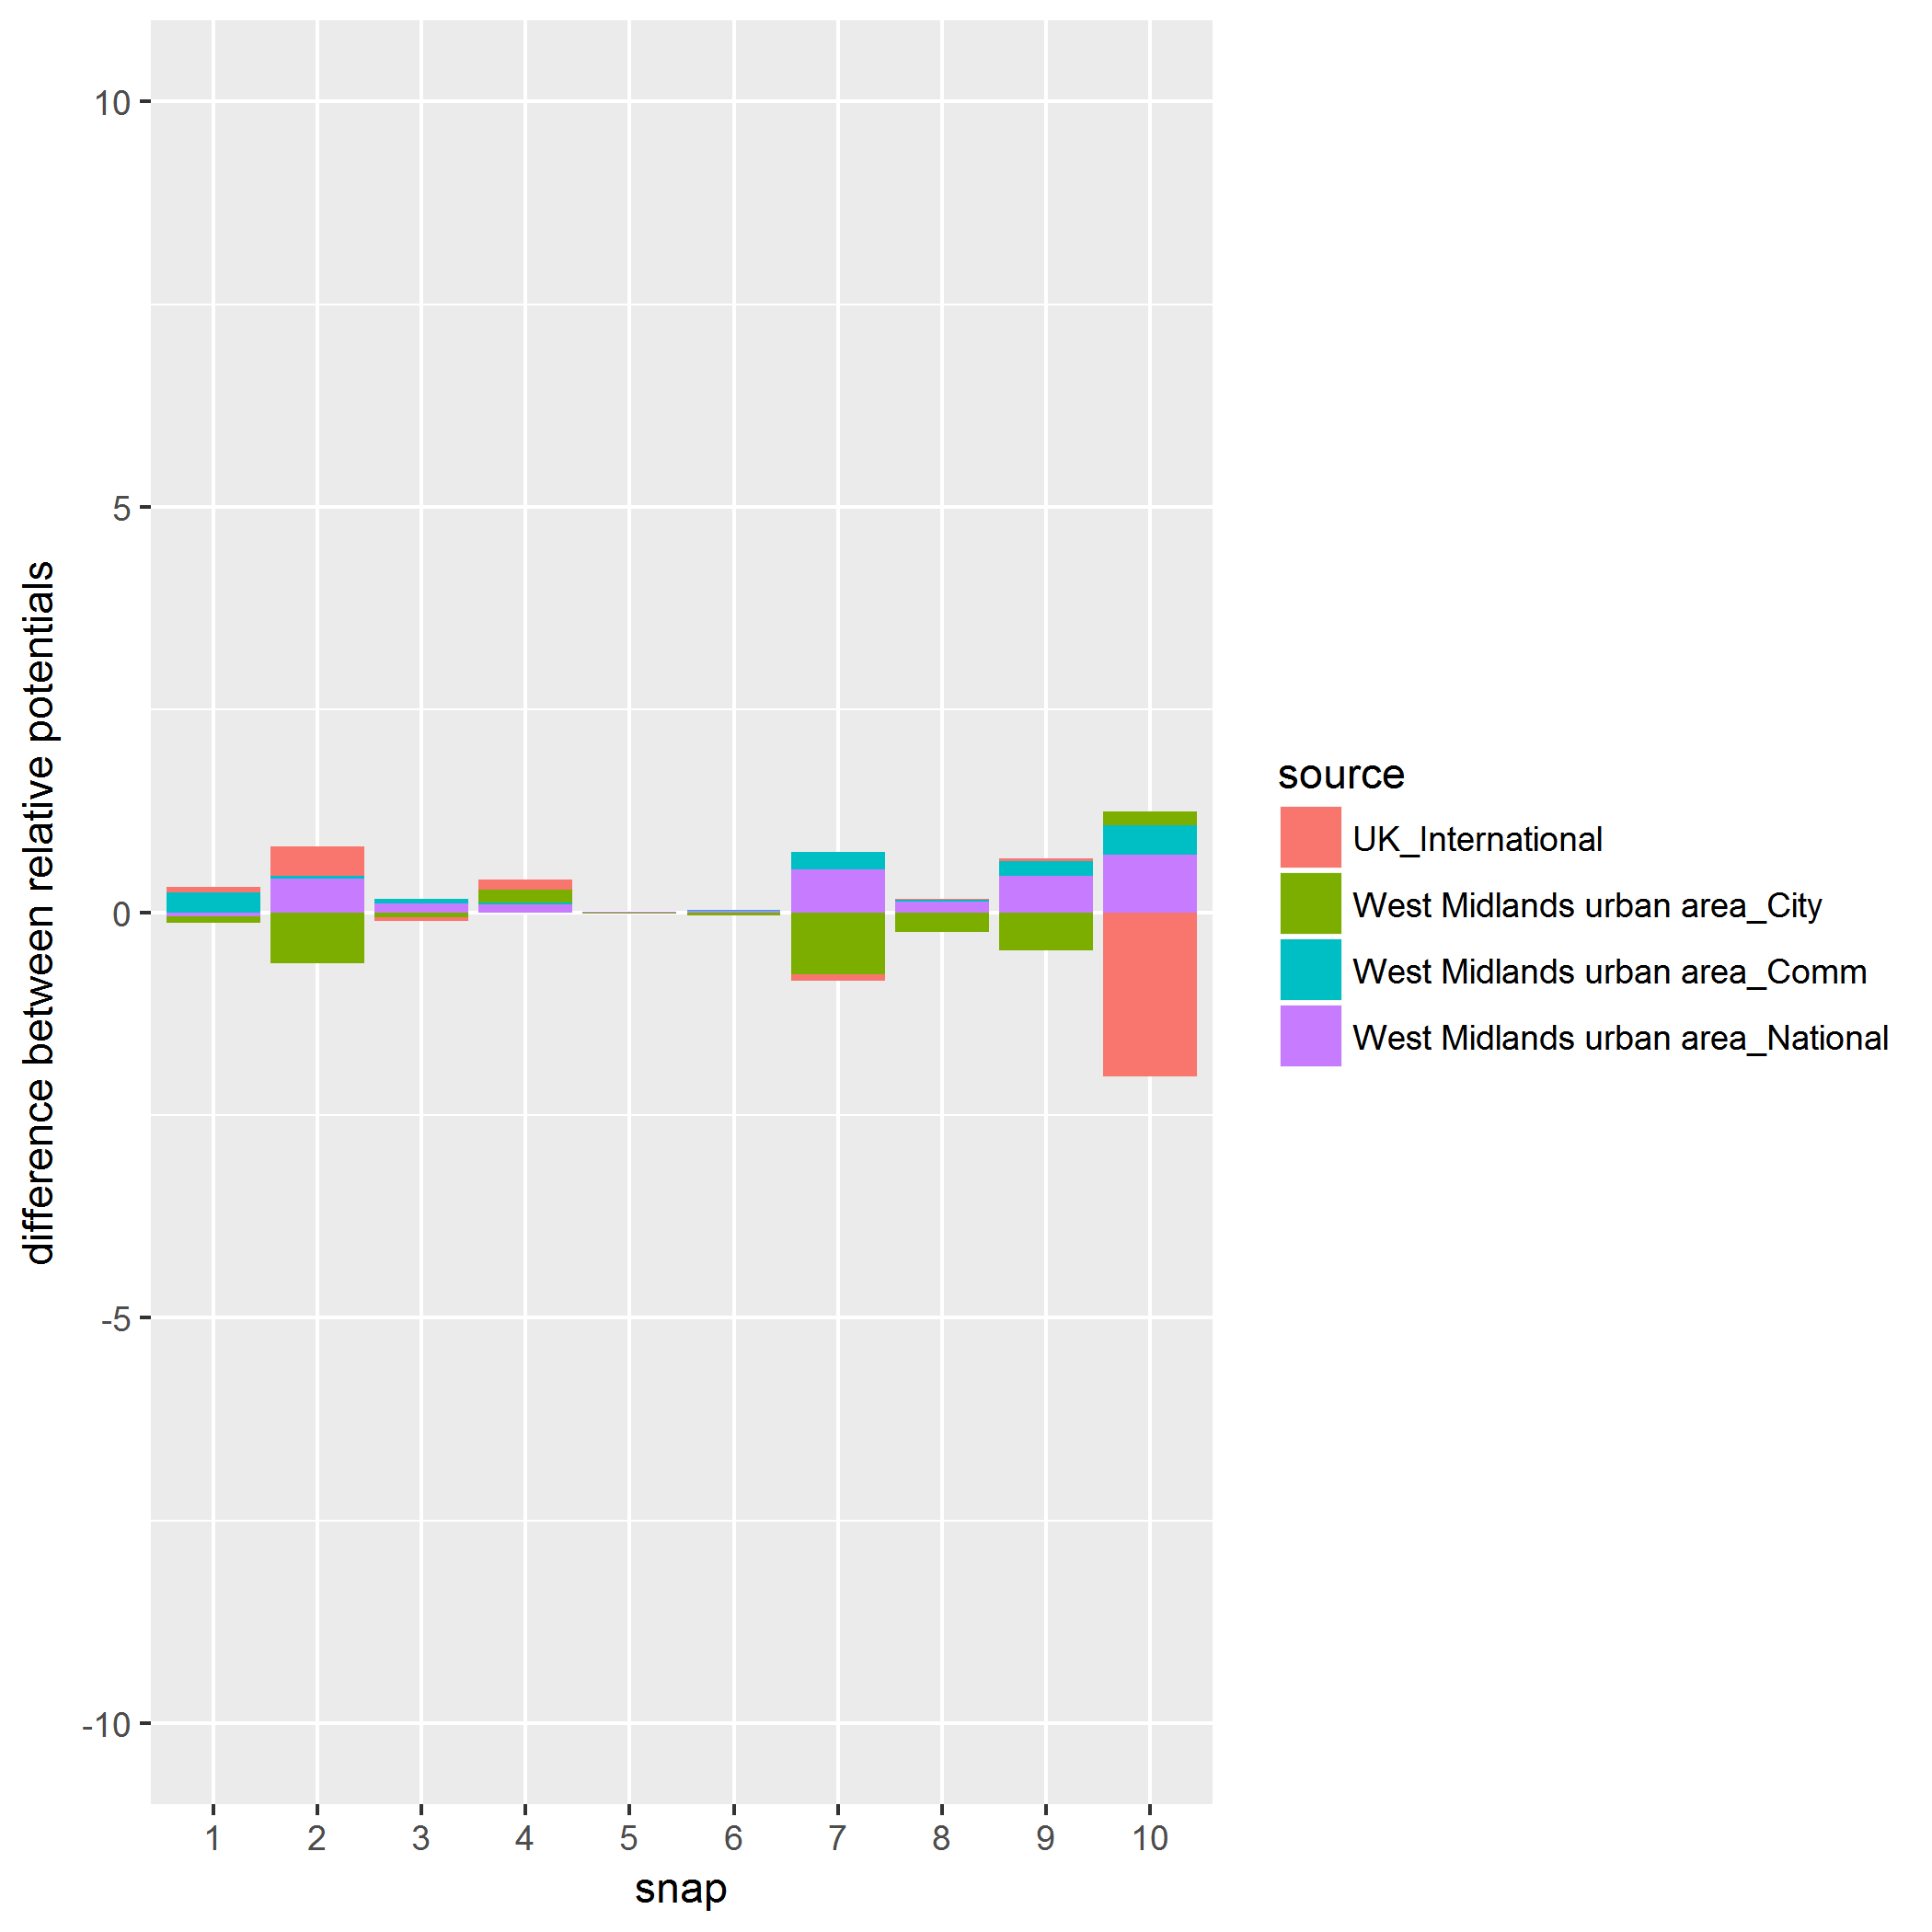 difference between relative potentials
10
5
0
-5
-10
1 2 3 4 5 6 7 8 9 10
snap
source
UK_International
West Midlands urban area_City
West Midlands urban area_Comm
West Midlands urban area_National